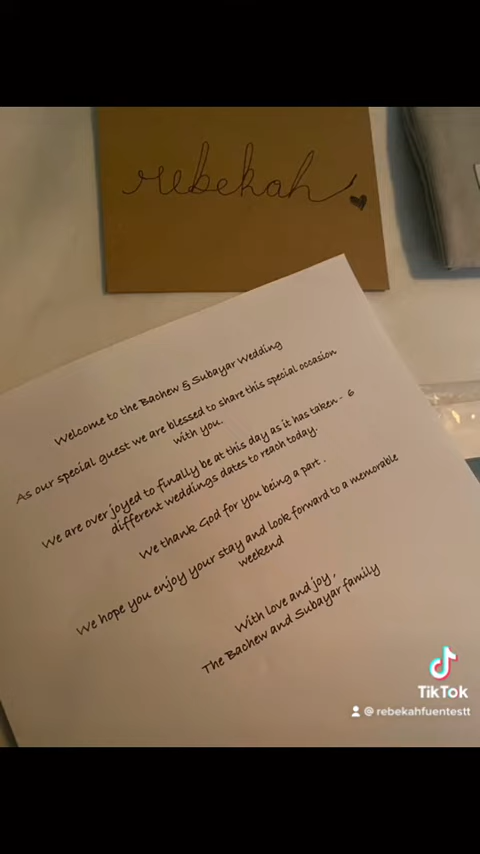 rebekah
Welcome to the Bachew & Subayar Wedding
As our special guest we are blessed to share this special occasion
with you.
We are over joyed to finally be at this day as it has taken - 6
different weddings dates to reach today.
We thank God for you being a part.
We hope you enjoy your stay and look forward to a memorable
weekend
With love and joy,
The Bachew and Subayar family
TikTok
@ rebekahfuentestt